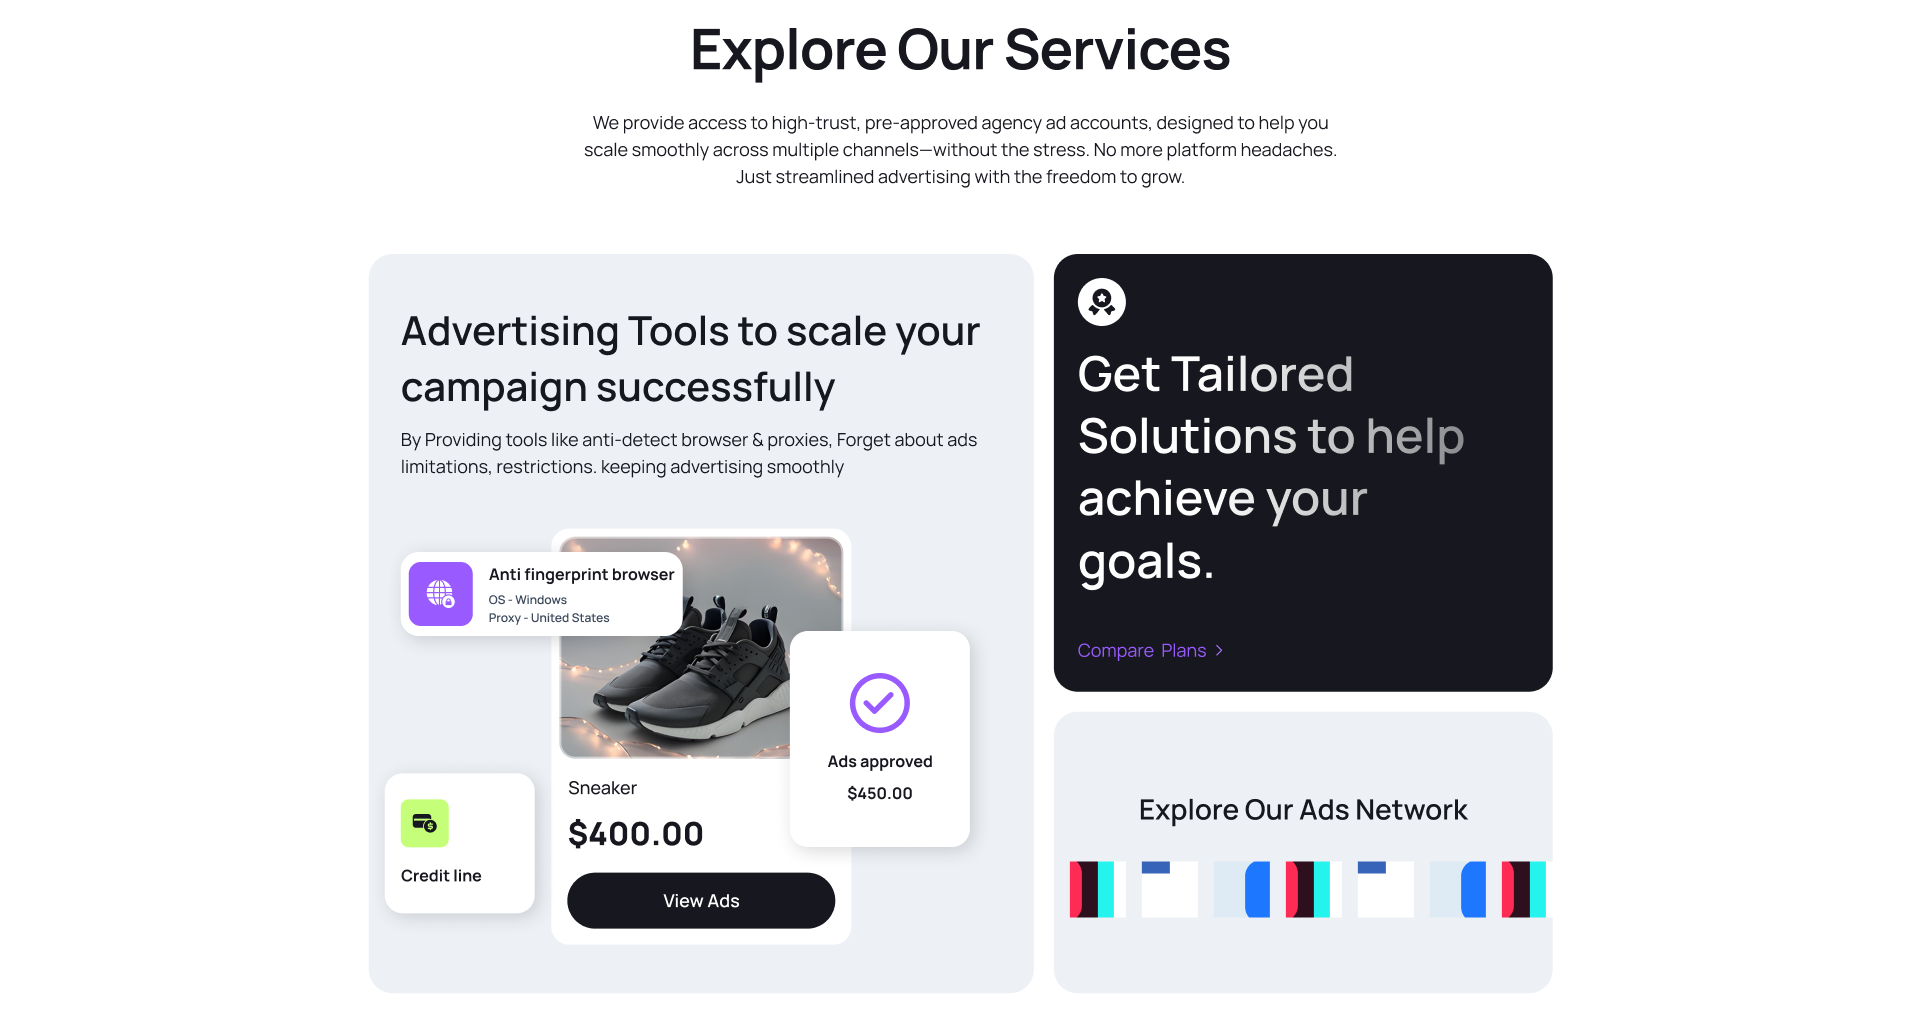 Explore Our Services
We provide access to high-trust, pre-approved agency ad accounts, designed to help you
scale smoothly across multiple channels—without the stress. No more platform headaches.
Just streamlined advertising with the freedom to grow.
Advertising Tools to scale your
campaign successfully
By Providing tools like anti-detect browser & proxies, Forget about ads
limitations, restrictions. keeping advertising smoothly
Anti fingerprint browser
OS - Windows
Proxy - United States
Ads approved
$450.00
Sneaker
$400.00
View Ads
Credit line
Get Tailored
Solutions to help
achieve your
goals.
Compare Plans
Explore Our Ads Network